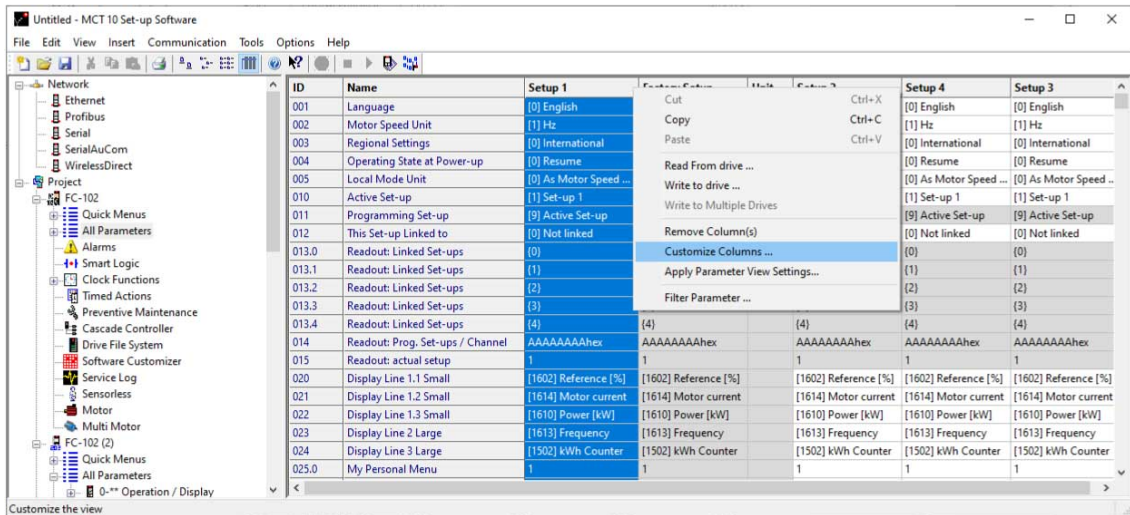 Untitled - MCT 10 Set-up Software
File Edit View Insert Communication Tools Options Help
Network
Ethernet
Profibus
Serial
SerialAuCom
WirelessDirect
Project
FC-102
Quick Menus
All Parameters
Alarms
Smart Logic
Clock Functions
Timed Actions
Preventive Maintenance
Cascade Controller
Drive File System
Software Customizer
Service Log
Sensorless
Motor
Multi Motor
FC-102 (2)
Quick Menus
All Parameters
0-** Operation / Display
ID Name Setup 1 Factory Setup Unit Setup 2 Setup 4 Setup 3
001 Language [0] English [0] English [0] English
002 Motor Speed Unit [1] Hz [1] Hz [1] Hz
003 Regional Settings [0] International [0] International [0] International
004 Operating State at Power-up [0] Resume [0] Resume [0] Resume
005 Local Mode Unit [0] As Motor Speed ... [0] As Motor Speed ... [0] As Motor Speed ..
010 Active Set-up [1] Set-up 1 [1] Set-up 1 [1] Set-up 1
011 Programming Set-up [9] Active Set-up [9] Active Set-up [9] Active Set-up
012 This Set-up Linked to [0] Not linked [0] Not linked [0] Not linked
013.0 Readout: Linked Set-ups {0} {0} {0}
013.1 Readout: Linked Set-ups {1} {1} {1}
013.2 Readout: Linked Set-ups {2} {2} {2}
013.3 Readout: Linked Set-ups {3} {3} {3}
013.4 Readout: Linked Set-ups {4} {4} {4} {4} {4}
014 Readout: Prog. Set-ups / Channel AAAAAAAAhex AAAAAAAAhex AAAAAAAAhex AAAAAAAAhex AAAAAAAAhex
015 Readout: actual setup 1 1 1 1 1
020 Display Line 1.1 Small [1602] Reference [%] [1602] Reference [%] [1602] Reference [%] [1602] Reference [%] [1602] Reference [%]
021 Display Line 1.2 Small [1614] Motor current [1614] Motor current [1614] Motor current [1614] Motor current [1614] Motor current
022 Display Line 1.3 Small [1610] Power [kW] [1610] Power [kW] [1610] Power [kW] [1610] Power [kW] [1610] Power [kW]
023 Display Line 2 Large [1613] Frequency [1613] Frequency [1613] Frequency [1613] Frequency [1613] Frequency
024 Display Line 3 Large [1502] kWh Counter [1502] kWh Counter [1502] kWh Counter [1502] kWh Counter [1502] kWh Counter
025.0 My Personal Menu 1 1 1 1 1
Cut Ctrl+X
Copy Ctrl+C
Paste Ctrl+V
Read From drive ...
Write to drive ...
Write to Multiple Drives
Remove Column(s)
Customize Columns ...
Apply Parameter View Settings...
Filter Parameter ...
Customize the view